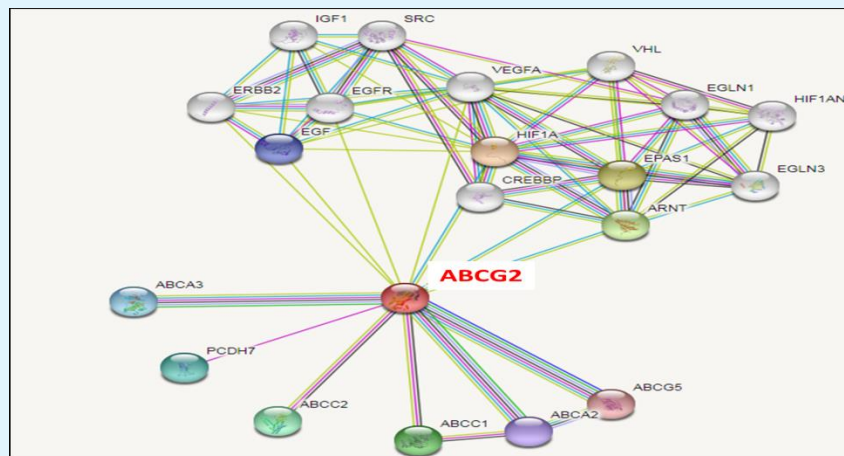 IGF1
SRC
VEGFA
VHL
ERBB2
EGFR
EGLN1
HIF1AN
EGF
HIF1A
EPAS1
EGLN3
CREBBP
ARNT
ABCG2
ABCA3
PCDH7
ABCC2
ABCC1
ABCA2
ABCG5